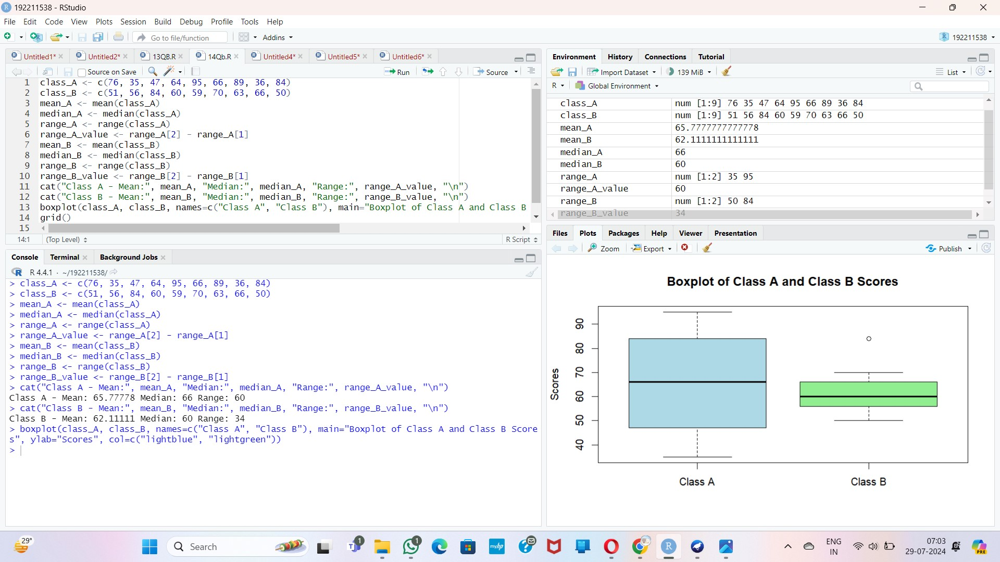 192211538 - RStudio
File Edit Code View Plots Session Build Debug Profile Tools Help
Go to file/function Addins 192211538
Untitled1* Untitled2* 13QB.R 14Qb.R Untitled4* Untitled5* Untitled6*
Source on Save Run Source
1 class_A <- c(76, 35, 47, 64, 95, 66, 89, 36, 84)
2 class_B <- c(51, 56, 84, 60, 59, 70, 63, 66, 50)
3 mean_A <- mean(class_A)
4 median_A <- median(class_A)
5 range_A <- range(class_A)
6 range_A_value <- range_A[2] - range_A[1]
7 mean_B <- mean(class_B)
8 median_B <- median(class_B)
9 range_B <- range(class_B)
10 range_B_value <- range_B[2] - range_B[1]
11 cat("Class A - Mean:", mean_A, "Median:", median_A, "Range:", range_A_value, "\n")
12 cat("Class B - Mean:", mean_B, "Median:", median_B, "Range:", range_B_value, "\n")
13 boxplot(class_A, class_B, names=c("Class A", "Class B"), main="Boxplot of Class A and Class B
14 grid()
15
14:1 (Top Level) R Script
Console Terminal Background Jobs
R 4.4.1 · ~/192211538/
> class_A <- c(76, 35, 47, 64, 95, 66, 89, 36, 84)
> class_B <- c(51, 56, 84, 60, 59, 70, 63, 66, 50)
> mean_A <- mean(class_A)
> median_A <- median(class_A)
> range_A <- range(class_A)
> range_A_value <- range_A[2] - range_A[1]
> mean_B <- mean(class_B)
> median_B <- median(class_B)
> range_B <- range(class_B)
> range_B_value <- range_B[2] - range_B[1]
> cat("Class A - Mean:", mean_A, "Median:", median_A, "Range:", range_A_value, "\n")
Class A - Mean: 65.77778 Median: 66 Range: 60
> cat("Class B - Mean:", mean_B, "Median:", median_B, "Range:", range_B_value, "\n")
Class B - Mean: 62.11111 Median: 60 Range: 34
> boxplot(class_A, class_B, names=c("Class A", "Class B"), main="Boxplot of Class A and Class B Score
s", ylab="Scores", col=c("lightblue", "lightgreen"))
>
Environment History Connections Tutorial
Import Dataset 139 MiB List
R Global Environment
class_A num [1:9] 76 35 47 64 95 66 89 36 84
class_B num [1:9] 51 56 84 60 59 70 63 66 50
mean_A 65.7777777777778
mean_B 62.1111111111111
median_A 66
median_B 60
range_A num [1:2] 35 95
range_A_value 60
range_B num [1:2] 50 84
range_B_value 34
Files Plots Packages Help Viewer Presentation
Zoom Export Publish
Boxplot of Class A and Class B Scores
Scores
90
80
70
60
50
40
Class A Class B
29°
Search
1
1
myhp
ENG
IN
07:03
29-07-2024
PRE